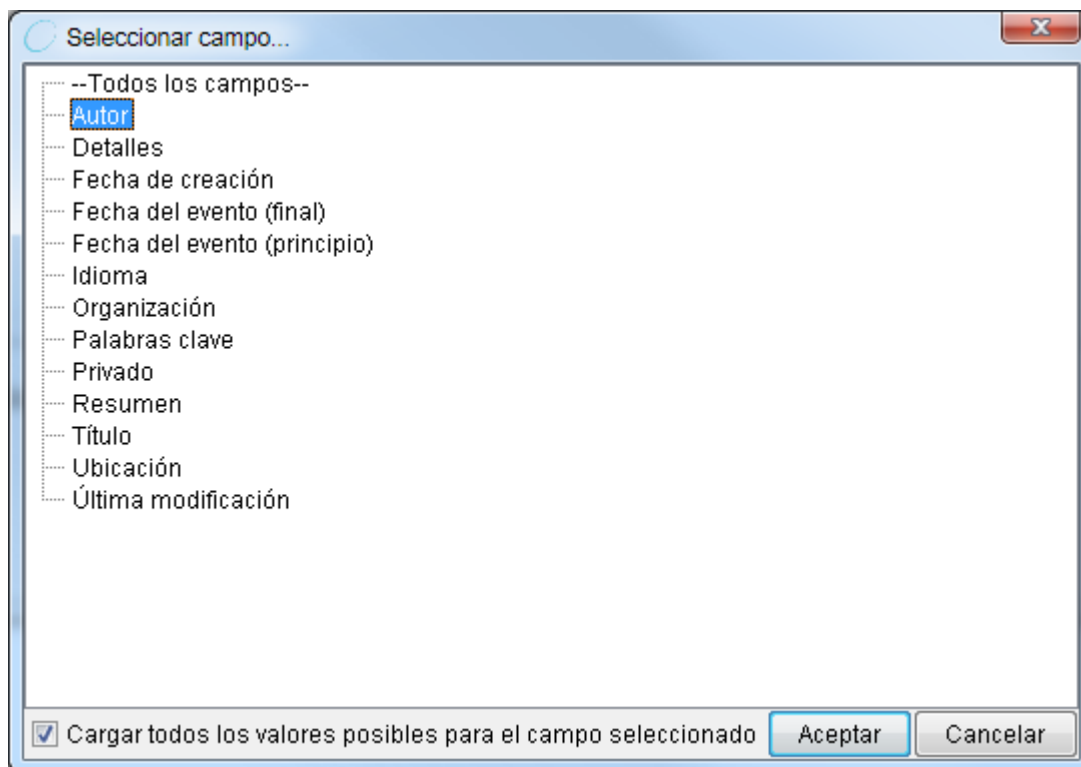 Seleccionar campo...
--Todos los campos--
Autor
Detalles
Fecha de creación
Fecha del evento (final)
Fecha del evento (principio)
Idioma
Organización
Palabras clave
Privado
Resumen
Título
Ubicación
Última modificación
Cargar todos los valores posibles para el campo seleccionado Aceptar Cancelar